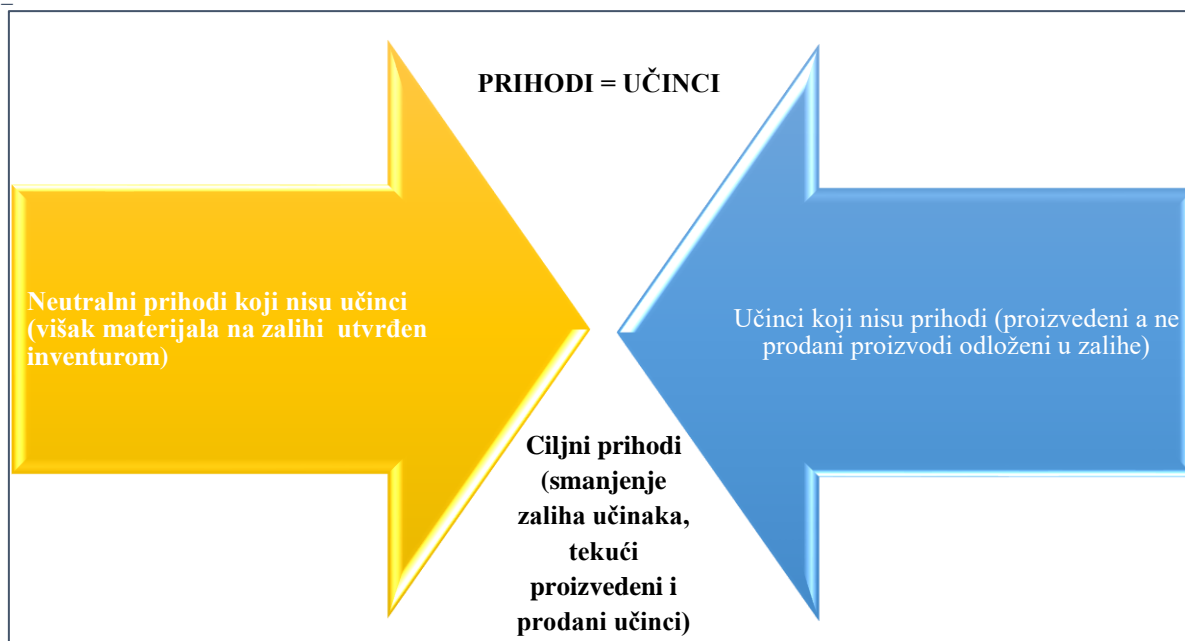 PRIHODI = UČINCI
Neutralni prihodi koji nisu učinci
(višak materijala na zalihi utvrđen
inventurom)
Učinci koji nisu prihodi (proizvedeni a ne
prodani proizvodi odloženi u zalihe)
Ciljni prihodi
(smanjenje
zaliha učinaka,
tekući
proizvedeni i
prodani učinci)